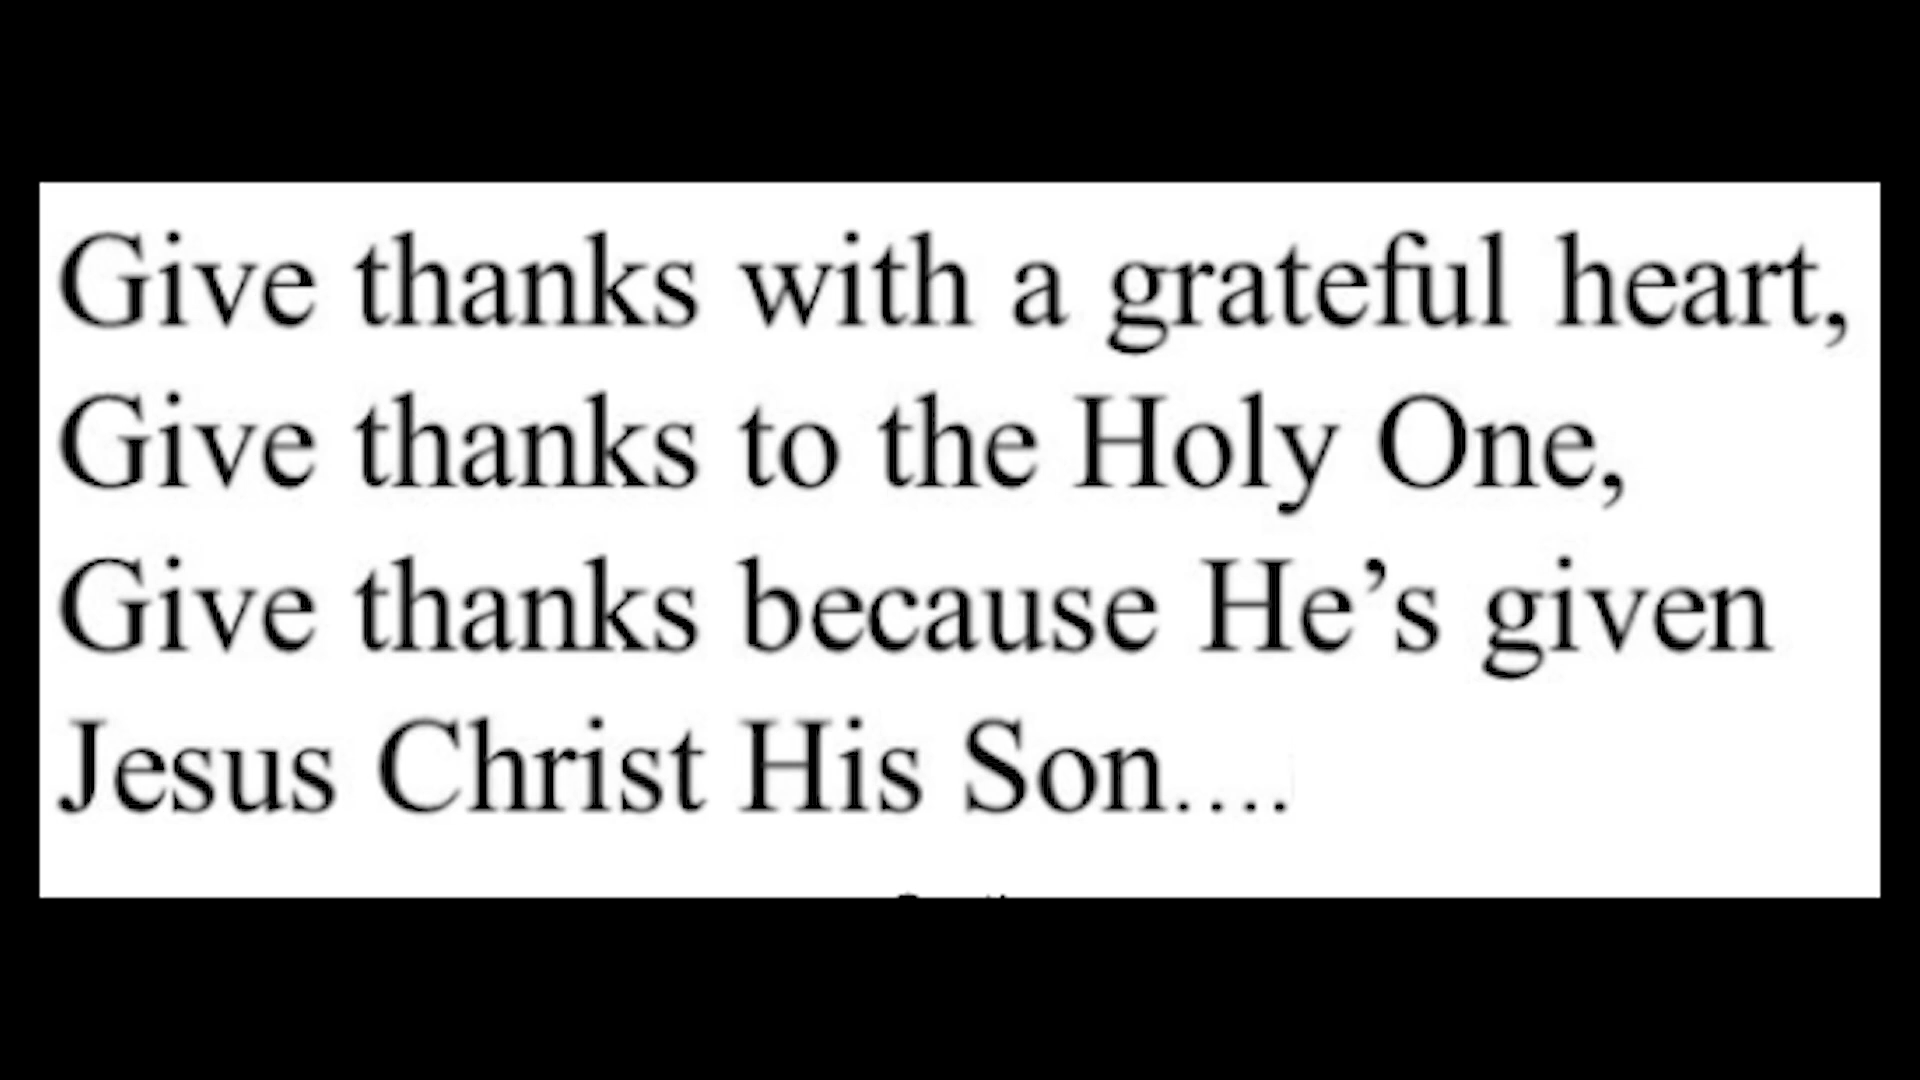 Give thanks with a grateful heart,
Give thanks to the Holy One,
Give thanks because He’s given
Jesus Christ His Son....